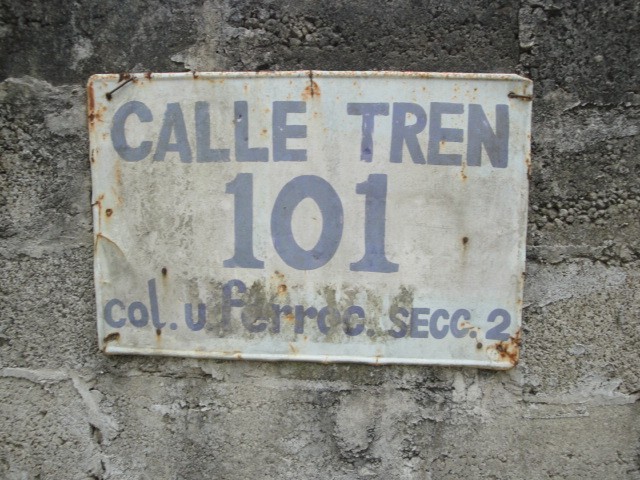 CALLE TREN
101
col. u ferroc. SECC. 2